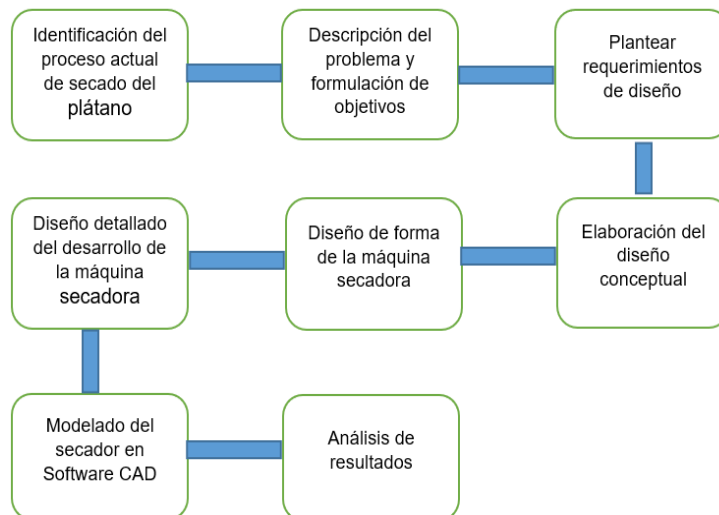 Identificación del
proceso actual
de secado del
plátano
Descripción del
problema y
formulación de
objetivos
Plantear
requerimientos
de diseño
Elaboración del
diseño
conceptual
Diseño de forma
de la máquina
secadora
Diseño detallado
del desarrollo de
la máquina
secadora
Modelado del
secador en
Software CAD
Análisis de
resultados